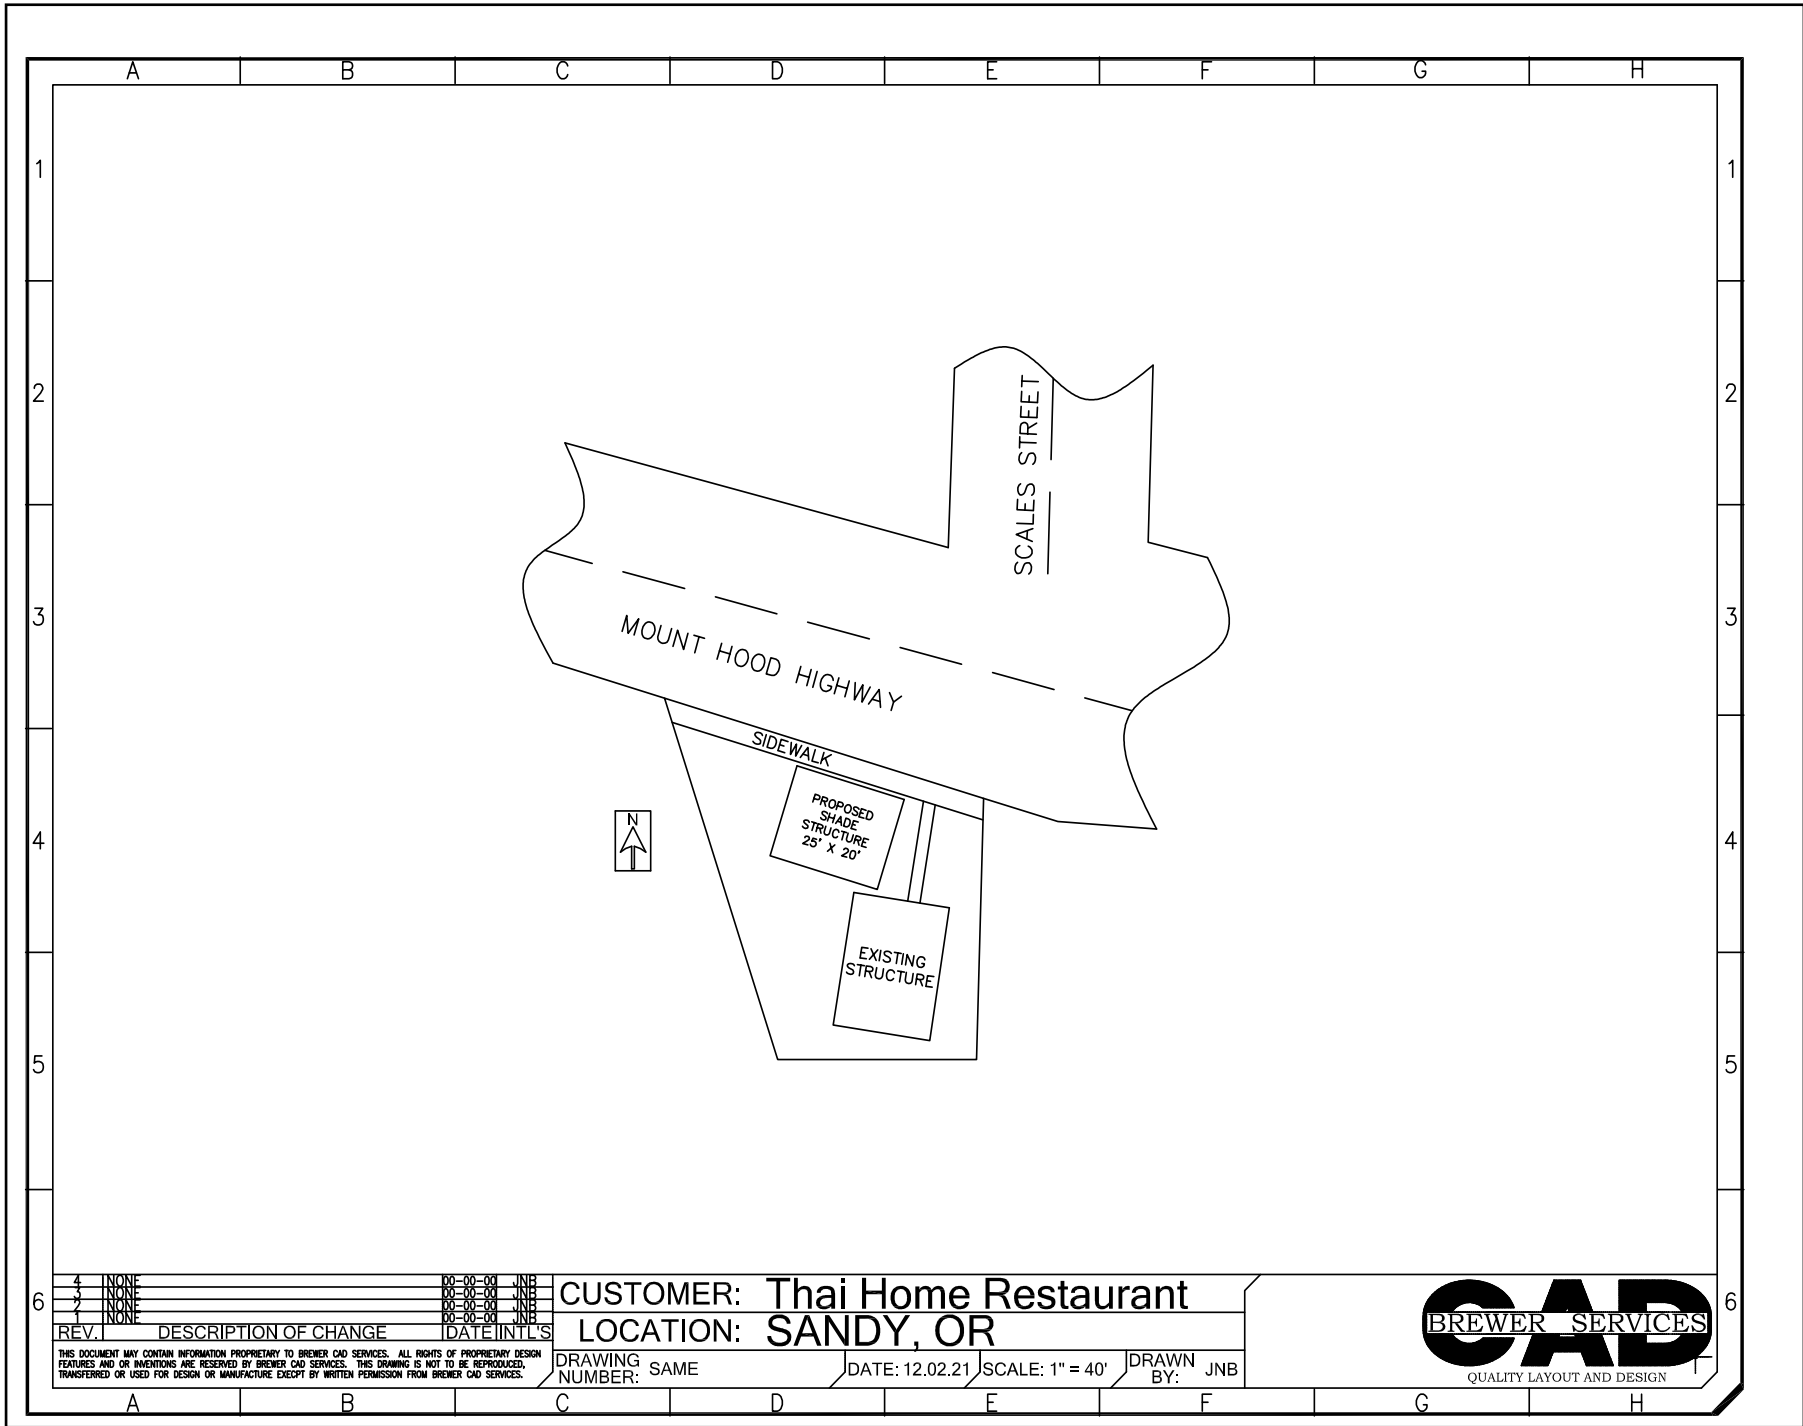 A B C D E F G H
1 1
2 2
SCALES STREET
3 3
MOUNT HOOD HIGHWAY
SIDEWALK
PROPOSED
SHADE
STRUCTURE
25' X 20'
N
4 4
EXISTING
STRUCTURE
5 5
6 6
4 NONE 00-00-00 JNB
3 NONE 00-00-00 JNB
2 NONE 00-00-00 JNB
1 NONE 00-00-00 JNB
REV. DESCRIPTION OF CHANGE DATE INTL'S
THIS DOCUMENT MAY CONTAIN INFORMATION PROPRIETARY TO BREWER CAD SERVICES. ALL RIGHTS OF PROPRIETARY DESIGN
FEATURES AND OR INVENTIONS ARE RESERVED BY BREWER CAD SERVICES. THIS DRAWING IS NOT TO BE REPRODUCED,
TRANSFERRED OR USED FOR DESIGN OR MANUFACTURE EXECPT BY WRITTEN PERMISSION FROM BREWER CAD SERVICES.
CUSTOMER: Thai Home Restaurant
LOCATION: SANDY, OR
DRAWING
NUMBER: SAME
DATE: 12.02.21
SCALE: 1" = 40'
DRAWN
BY: JNB
CAD
BREWER SERVICES
QUALITY LAYOUT AND DESIGN
A B C D E F G H